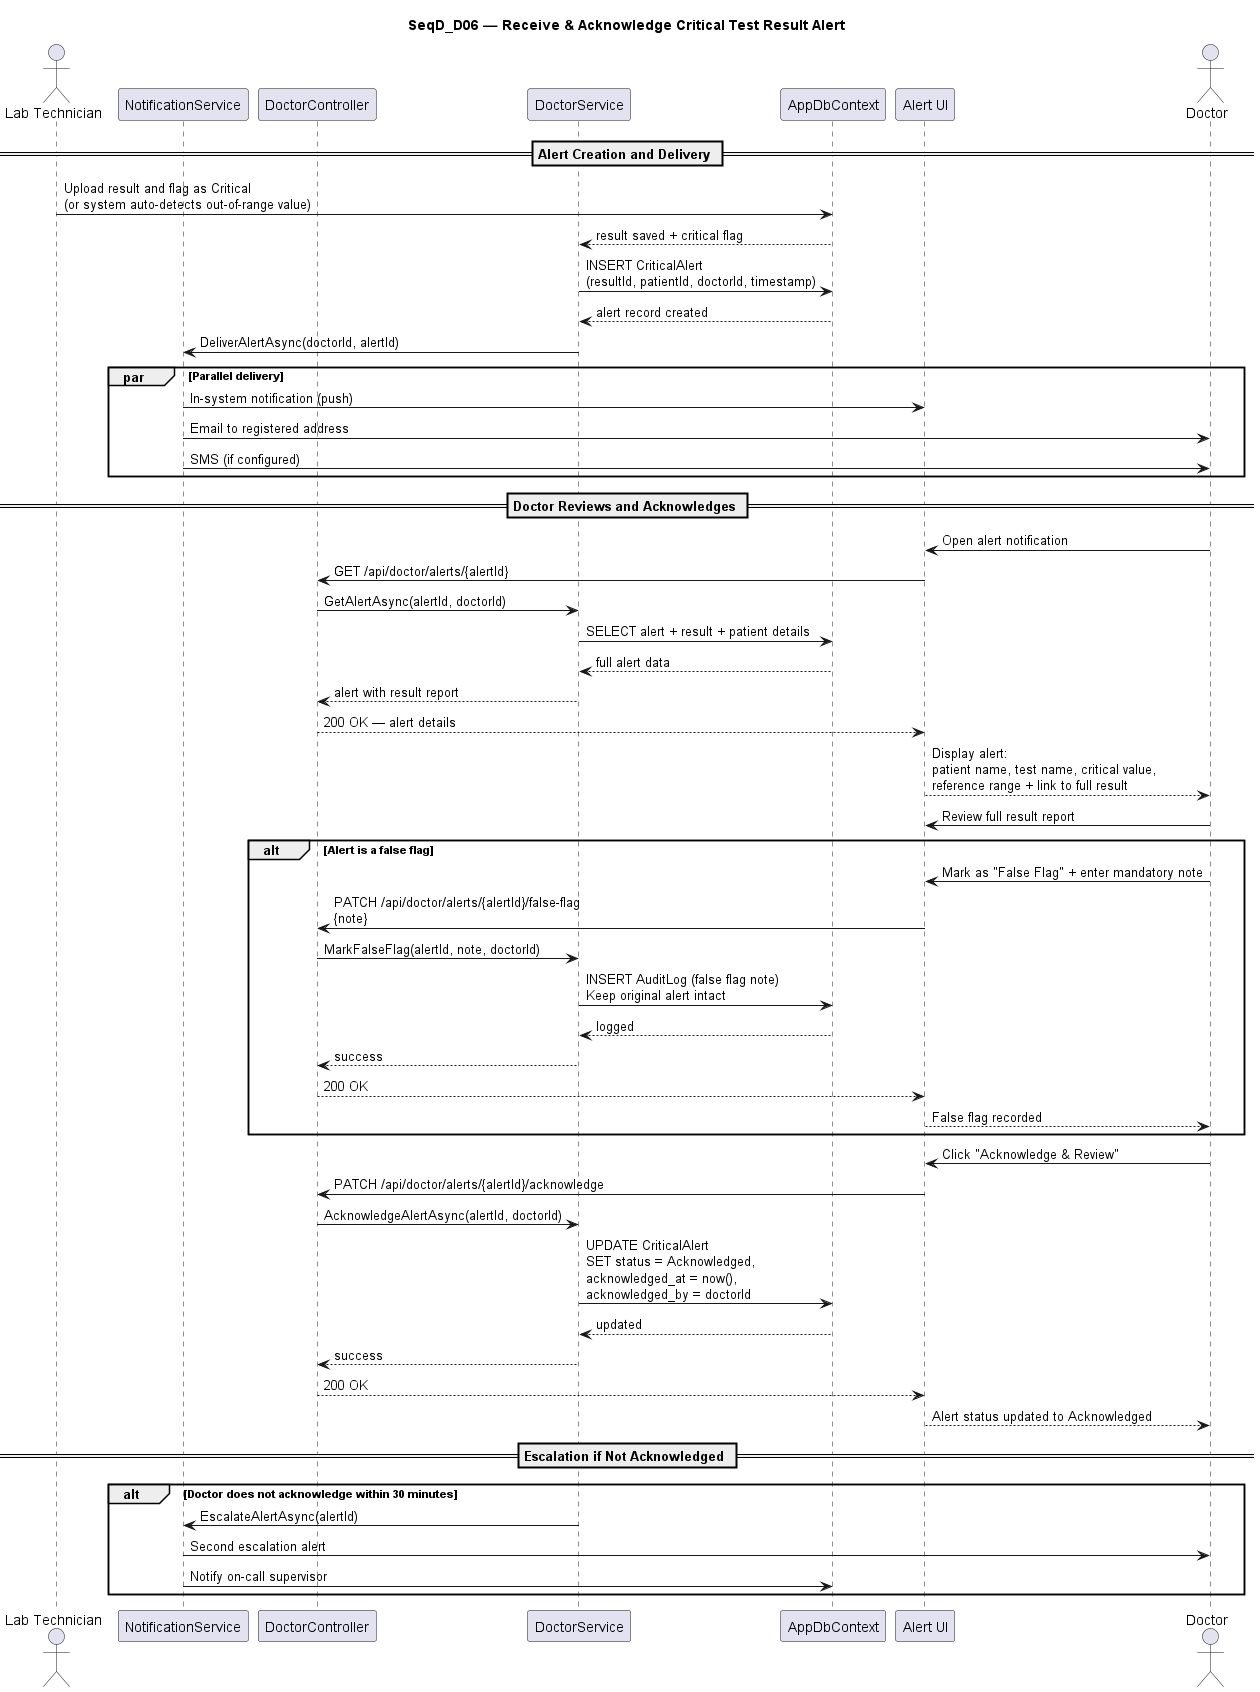 SeqD_D06 — Receive & Acknowledge Critical Test Result Alert
Lab Technician
NotificationService
DoctorController
DoctorService
AppDbContext
Alert UI
Doctor
Alert Creation and Delivery
Upload result and flag as Critical
(or system auto-detects out-of-range value)
result saved + critical flag
INSERT CriticalAlert
(resultId, patientId, doctorId, timestamp)
alert record created
DeliverAlertAsync(doctorId, alertId)
par
[Parallel delivery]
In-system notification (push)
Email to registered address
SMS (if configured)
Doctor Reviews and Acknowledges
Open alert notification
GET /api/doctor/alerts/{alertId}
GetAlertAsync(alertId, doctorId)
SELECT alert + result + patient details
full alert data
alert with result report
200 OK — alert details
Display alert:
patient name, test name, critical value,
reference range + link to full result
Review full result report
alt
[Alert is a false flag]
Mark as "False Flag" + enter mandatory note
PATCH /api/doctor/alerts/{alertId}/false-flag
{note}
MarkFalseFlag(alertId, note, doctorId)
INSERT AuditLog (false flag note)
Keep original alert intact
logged
success
200 OK
False flag recorded
Click "Acknowledge & Review"
PATCH /api/doctor/alerts/{alertId}/acknowledge
AcknowledgeAlertAsync(alertId, doctorId)
UPDATE CriticalAlert
SET status = Acknowledged,
acknowledged_at = now(),
acknowledged_by = doctorId
updated
success
200 OK
Alert status updated to Acknowledged
Escalation if Not Acknowledged
alt
[Doctor does not acknowledge within 30 minutes]
EscalateAlertAsync(alertId)
Second escalation alert
Notify on-call supervisor
Lab Technician
NotificationService
DoctorController
DoctorService
AppDbContext
Alert UI
Doctor